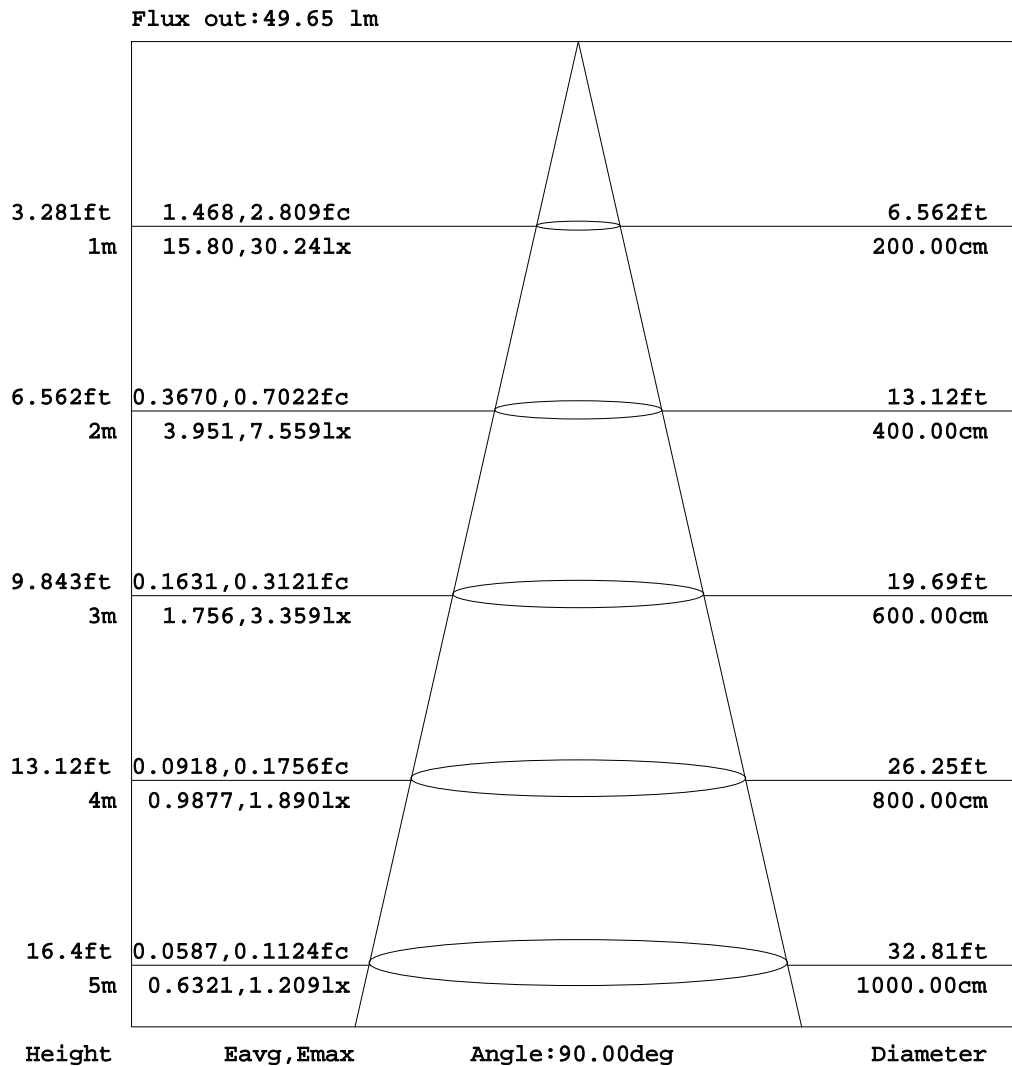 Flux out:49.65 lm
3.281ft 1.468,2.809fc 6.562ft
1m 15.80,30.24lx 200.00cm
6.562ft 0.3670,0.7022fc 13.12ft
2m 3.951,7.559lx 400.00cm
9.843ft 0.1631,0.3121fc 19.69ft
3m 1.756,3.359lx 600.00cm
13.12ft 0.0918,0.1756fc 26.25ft
4m 0.9877,1.890lx 800.00cm
16.4ft 0.0587,0.1124fc 32.81ft
5m 0.6321,1.209lx 1000.00cm
Height Eavg,Emax Angle:90.00deg Diameter